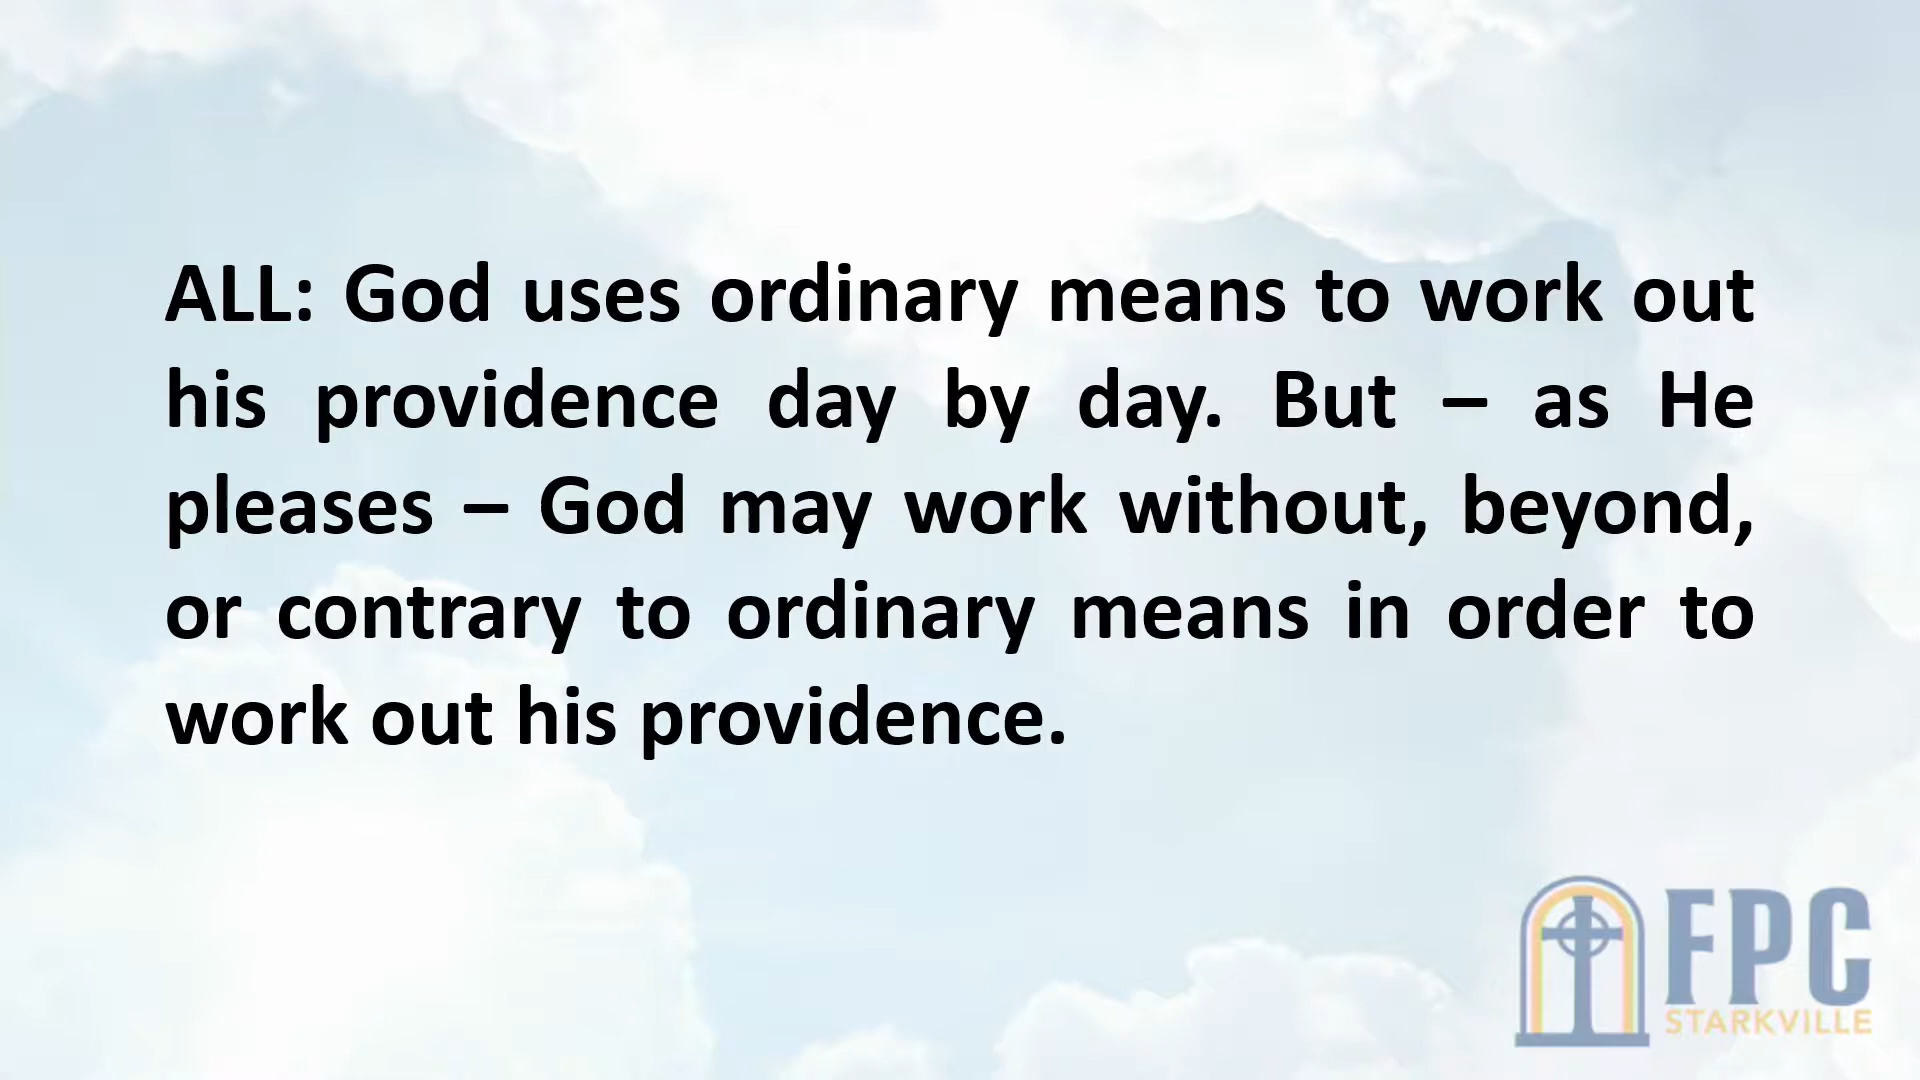 ALL: God uses ordinary means to work out
his providence day by day. But – as He
pleases – God may work without, beyond,
or contrary to ordinary means in order to
work out his providence.
FPC
STARKVILLE